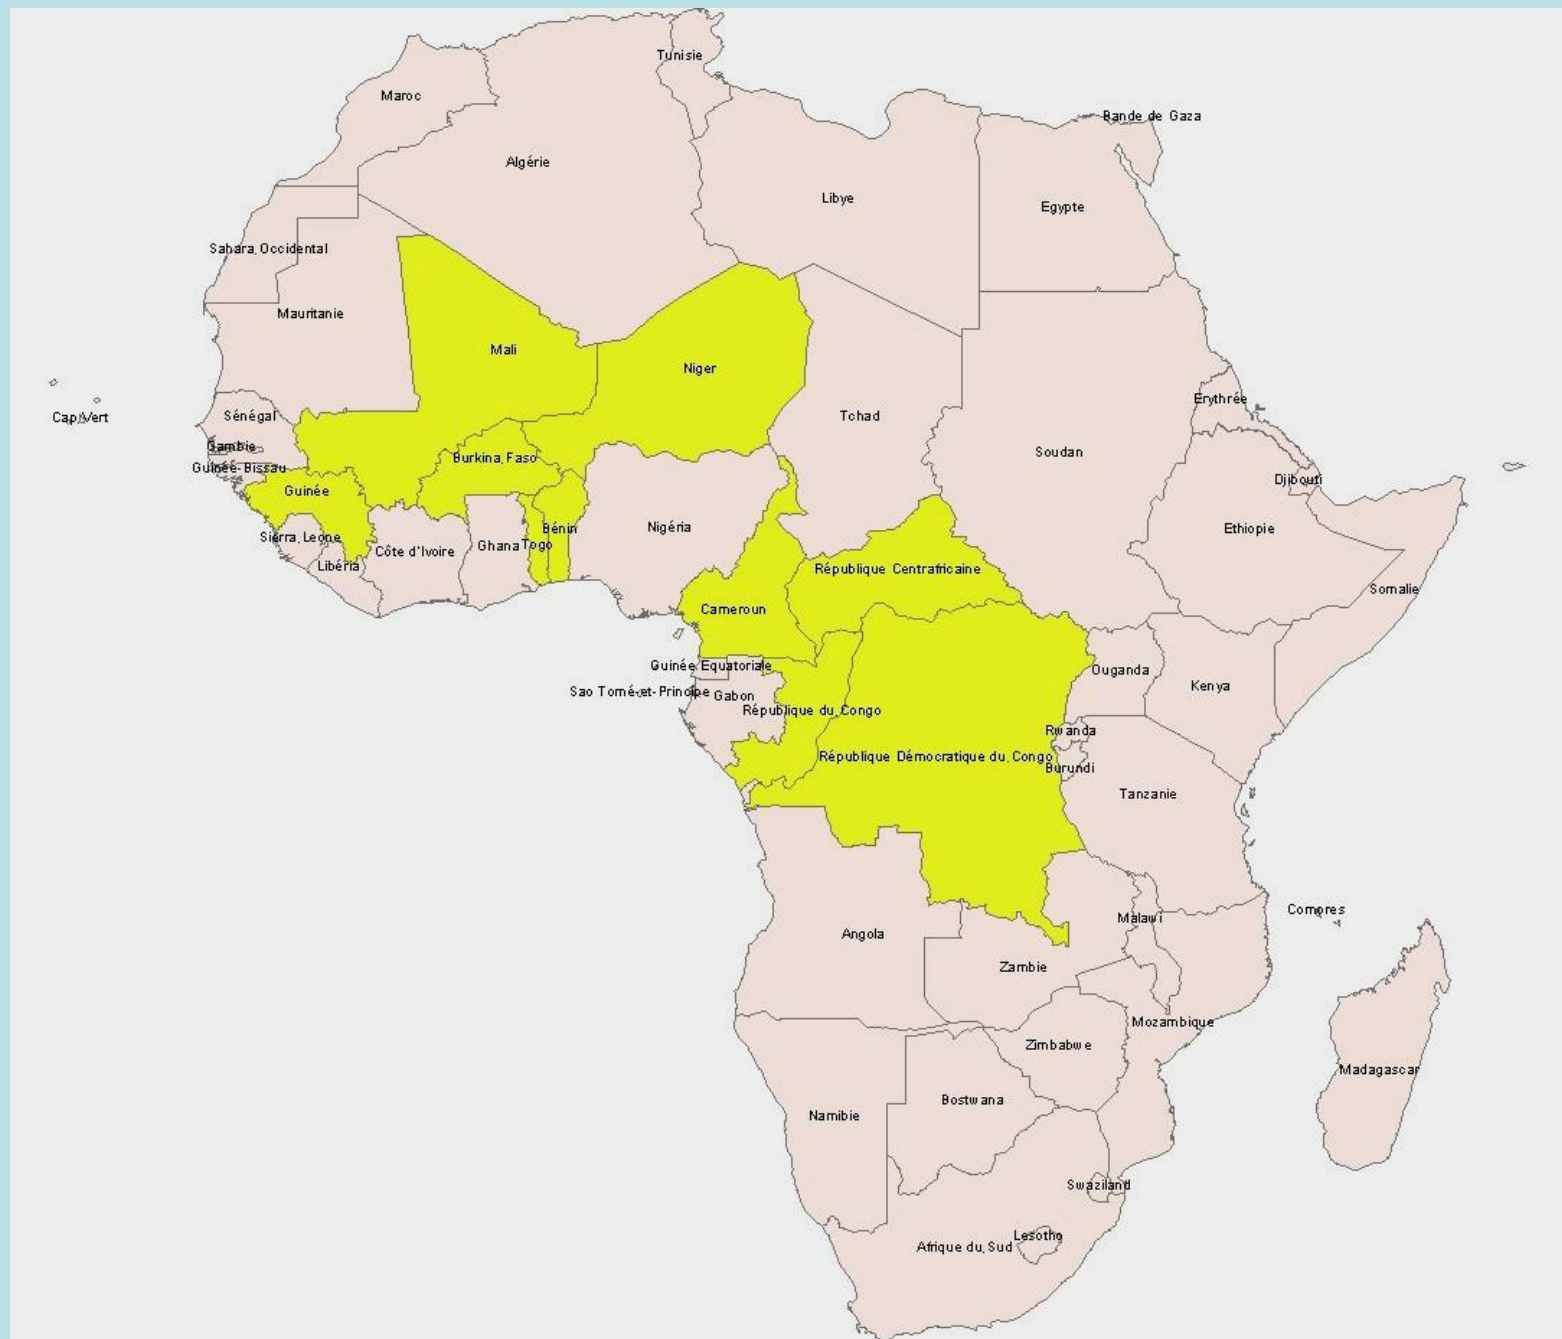 Tunisie
Maroc
Bande de Gaza
Algérie
Libye
Egypte
Sahara Occidental
Mauritanie
Mali
Niger
Cap Vert
Sénégal
Tchad
Erythrée
Gambie
Soudan
Burkina Faso
Guinée-Bissau
Djibouti
Guinée
Nigéria
Bénin
Ethiopie
Sierra Leone
Ghana
Togo
Côte d'Ivoire
Libéria
République Centrafricaine
Somalie
Cameroun
Guinée Equatoriale
Ouganda
Kenya
Sao Tomé-et-Principe
Gabon
République du Congo
Rwanda
République Démocratique du Congo
Burundi
Tanzanie
Comores
Malawi
Angola
Zambie
Mozambique
Zimbabwe
Madagascar
Bostwana
Namibie
Swaziland
Lesotho
Afrique du Sud